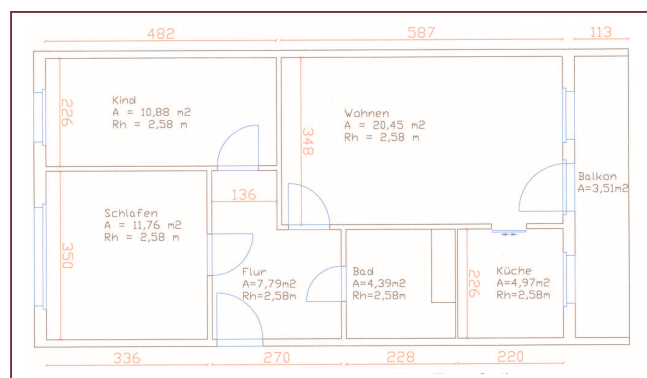 482
587
113
226
Kind
A = 10,88 m2
Rh = 2,58 m
Wohnen
A = 20,45 m2
Rh = 2,58 m
348
136
Balkon
A=3,51m2
Schlafen
A = 11,76 m2
Rh = 2,58 m
350
Flur
A=7,79m2
Rh=2,58m
Bad
A=4,39m2
Rh=2,58m
226
Küche
A=4,97m2
Rh=2,58m
336
270
228
220